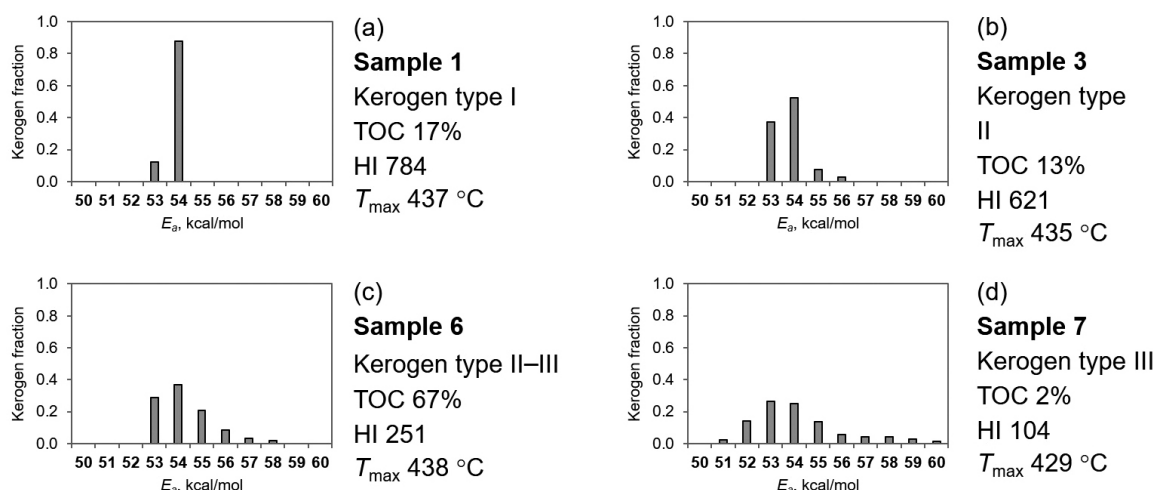 1.0
0.8
0.6
0.4
0.2
0.0
Kerogen fraction
50 51 52 53 54 55 56 57 58 59 60
Ea, kcal/mol
(a)
Sample 1
Kerogen type I
TOC 17%
HI 784
Tmax 437 °C
1.0
0.8
0.6
0.4
0.2
0.0
Kerogen fraction
50 51 52 53 54 55 56 57 58 59 60
Ea, kcal/mol
(b)
Sample 3
Kerogen type
II
TOC 13%
HI 621
Tmax 435 °C
1.0
0.8
0.6
0.4
0.2
0.0
Kerogen fraction
50 51 52 53 54 55 56 57 58 59 60
Ea, kcal/mol
(c)
Sample 6
Kerogen type II–III
TOC 67%
HI 251
Tmax 438 °C
1.0
0.8
0.6
0.4
0.2
0.0
Kerogen fraction
50 51 52 53 54 55 56 57 58 59 60
Ea, kcal/mol
(d)
Sample 7
Kerogen type III
TOC 2%
HI 104
Tmax 429 °C